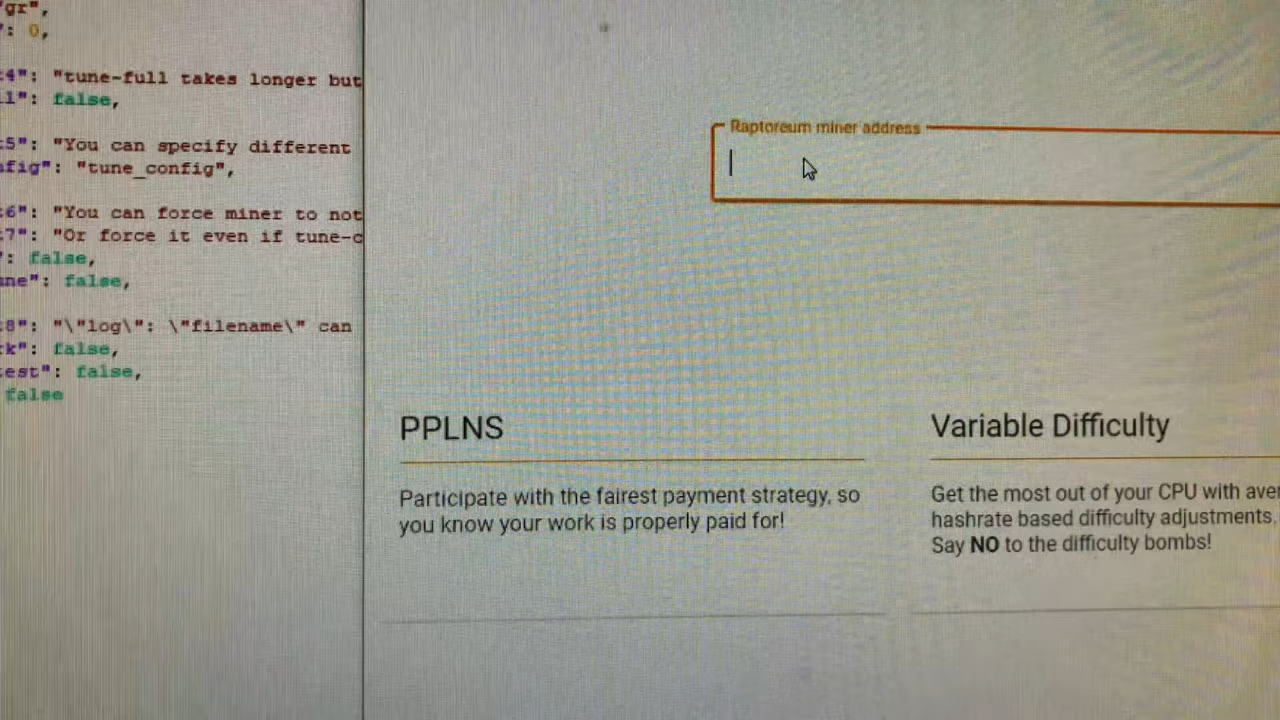 gr",
": 0,
4": "tune-full takes longer but
l": false,
5": "You can specify different
fig": "tune_config",
6": "You can force miner to not
7": "Or force it even if tune-c
": false,
une": false,
8": "\"log\": \"filename\" can
rk": false,
test": false,
false
Raptoreum miner address
PPLNS
Participate with the fairest payment strategy, so
you know your work is properly paid for!
Variable Difficulty
Get the most out of your CPU with aver
hashrate based difficulty adjustments.
Say NO to the difficulty bombs!